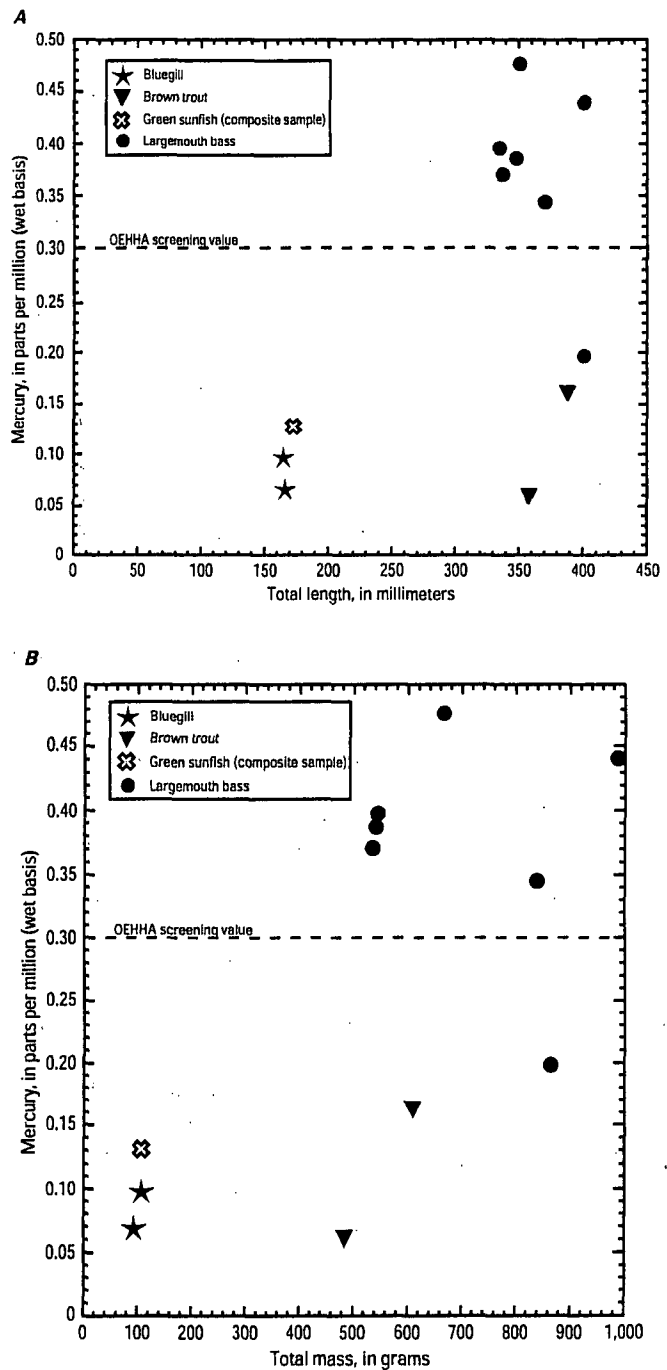 A
0.50
0.45
0.40
0.35
0.30
0.25
0.20
0.15
0.10
0.05
0
Mercury, in parts per million (wet basis)
Bluegill
Brown trout
Green sunfish (composite sample)
Largemouth bass
OEHHA screening value
0 50 100 150 200 250 300 350 400 450
Total length, in millimeters
B
0.50
0.45
0.40
0.35
0.30
0.25
0.20
0.15
0.10
0.05
0
Mercury, in parts per million (wet basis)
Bluegill
Brown trout
Green sunfish (composite sample)
Largemouth bass
OEHHA screening value
0 100 200 300 400 500 600 700 800 900 1,000
Total mass, in grams